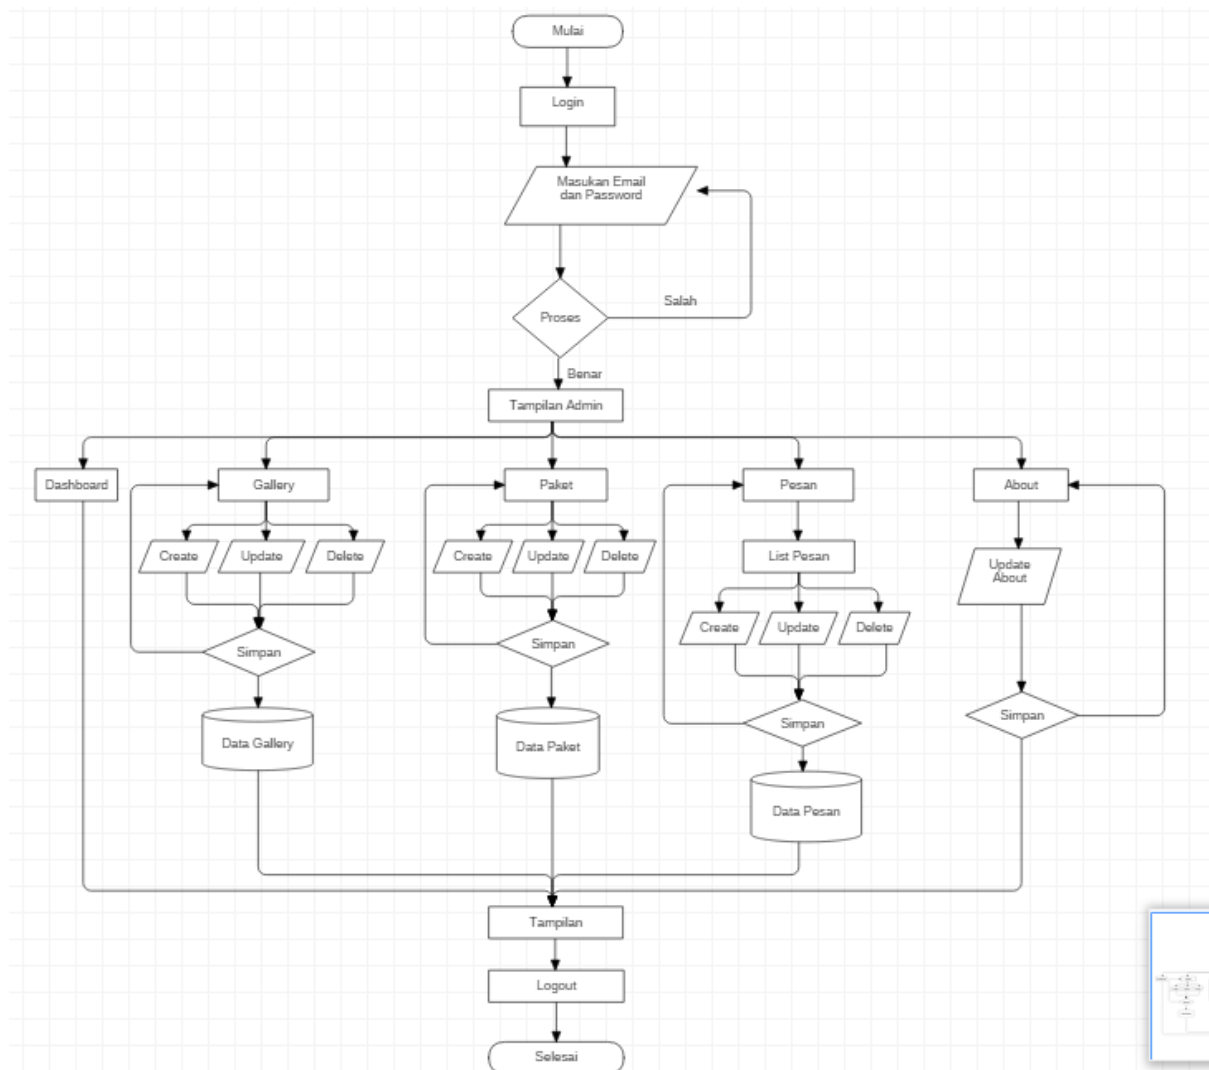 Mulai
Login
Masukan Email
dan Password
Salah
Proses
Benar
Tampilan Admin
Dashboard
Gallery
Paket
Pesan
About
Create
Update
Delete
Create
Update
Delete
List Pesan
Update
About
Create
Update
Delete
Simpan
Simpan
Simpan
Simpan
Data Gallery
Data Paket
Data Pesan
Tampilan
Logout
Selesai